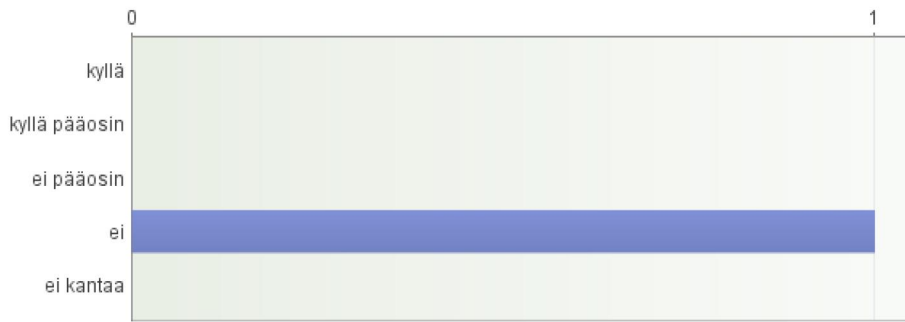 0 1
kyllä
kyllä pääosin
ei pääosin
ei
ei kantaa